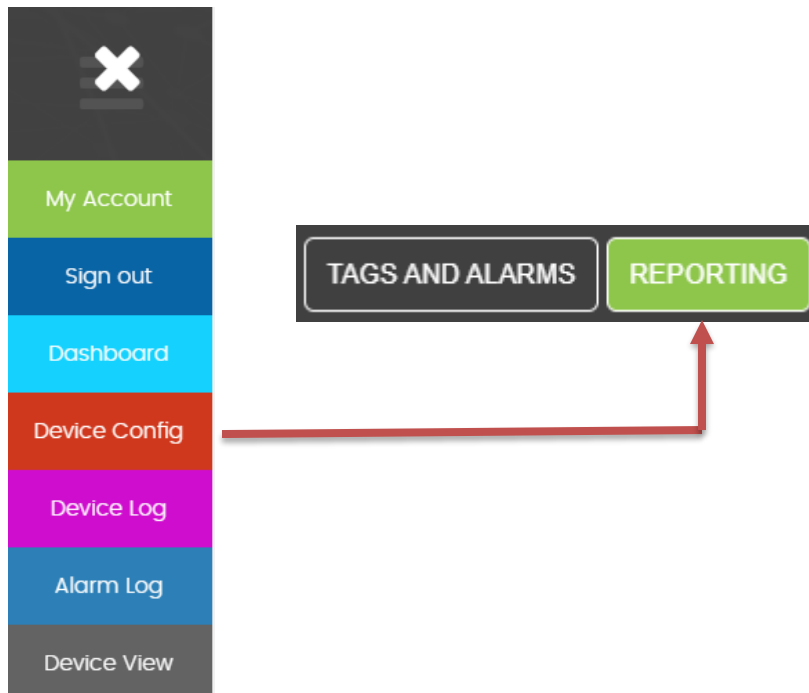 My Account
Sign out
Dashboard
Device Config
Device Log
Alarm Log
Device View
TAGS AND ALARMS
REPORTING